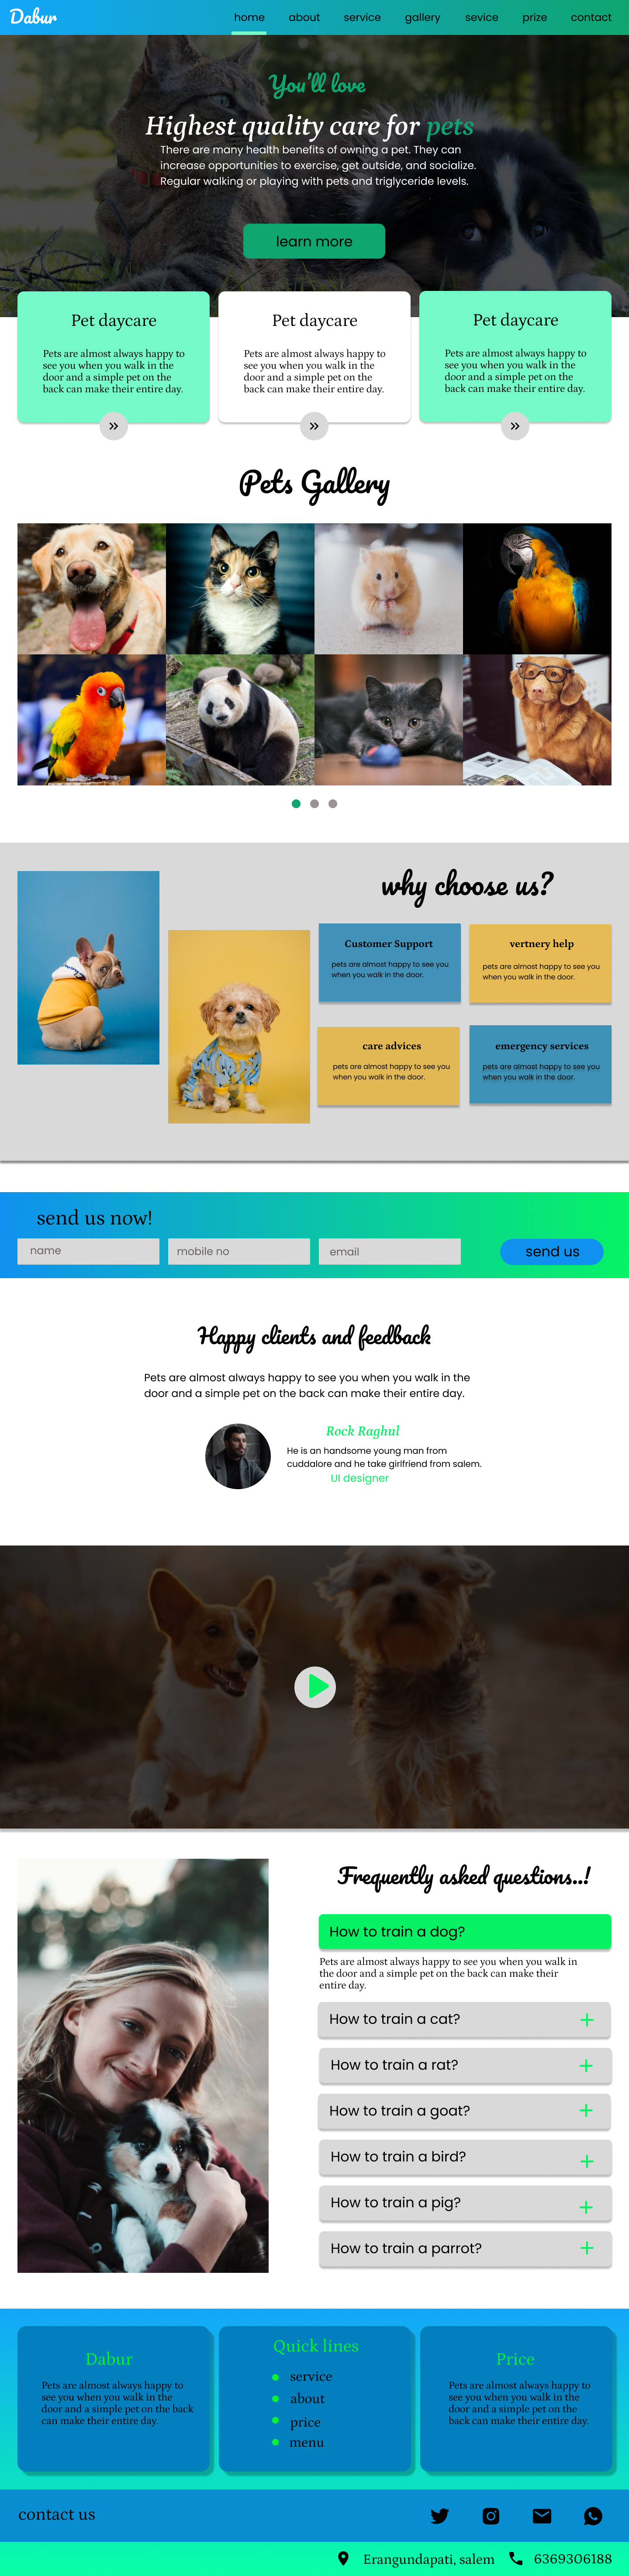 Dabur
home about service gallery sevice prize contact
You'll love
Highest quality care for pets
There are many health benefits of owning a pet. They can
increase opportunities to exercise, get outside, and socialize.
Regular walking or playing with pets and triglyceride levels.
learn more
Pet daycare
Pets are almost always happy to
see you when you walk in the
door and a simple pet on the
back can make their entire day.
Pet daycare
Pets are almost always happy to
see you when you walk in the
door and a simple pet on the
back can make their entire day.
Pet daycare
Pets are almost always happy to
see you when you walk in the
door and a simple pet on the
back can make their entire day.
Pets Gallery
why choose us?
Customer Support
pets are almost happy to see you
when you walk in the door.
vertnery help
pets are almost happy to see you
when you walk in the door.
care advices
pets are almost happy to see you
when you walk in the door.
emergency services
pets are almost happy to see you
when you walk in the door.
send us now!
name
mobile no
email
send us
Happy clients and feedback
Pets are almost always happy to see you when you walk in the
door and a simple pet on the back can make their entire day.
Rock Raghul
He is an handsome young man from
cuddalore and he take girlfriend from salem.
UI designer
Frequently asked questions..!
How to train a dog?
Pets are almost always happy to see you when you walk in
the door and a simple pet on the back can make their
entire day.
How to train a cat?
How to train a rat?
How to train a goat?
How to train a bird?
How to train a pig?
How to train a parrot?
Dabur
Pets are almost always happy to
see you when you walk in the
door and a simple pet on the back
can make their entire day.
Quick lines
service
about
price
menu
Price
Pets are almost always happy to
see you when you walk in the
door and a simple pet on the
back can make their entire day.
contact us
Erangundapati, salem 6369306188